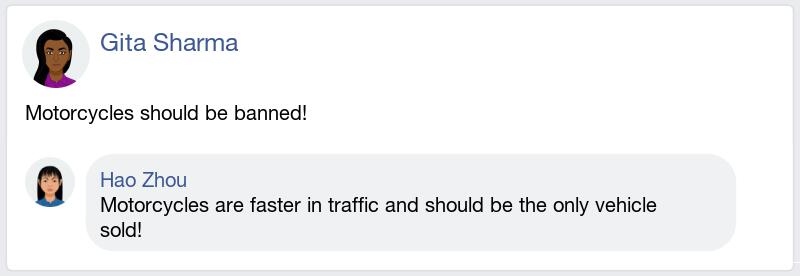 Gita Sharma
Motorcycles should be banned!
Hao Zhou
Motorcycles are faster in traffic and should be the only vehicle
sold!